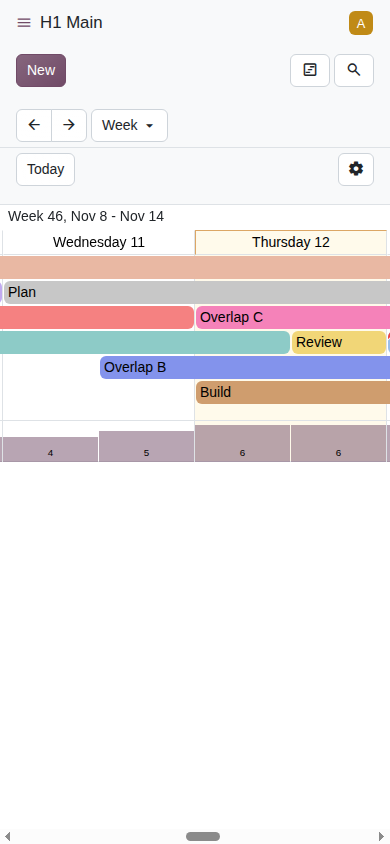 H1 Main
A
New
Week
Today
Week 46, Nov 8 - Nov 14
Wednesday 11
Thursday 12
Plan
Overlap C
Review
Overlap B
Build
4
5
6
6